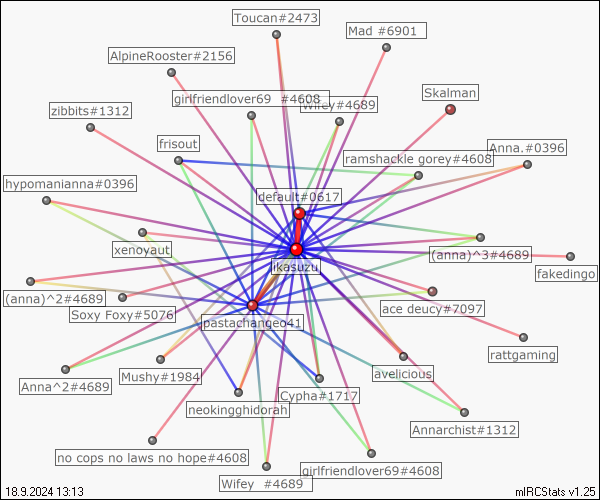 Toucan#2473
Mad #6901
AlpineRooster#2156
Skalman
girlfriendlover69 #4608
Wifey#4689
zibbits#1312
frisout
Anna.#0396
ramshackle gorey#4608
hypomanianna#0396
default#0617
xenoyaut
(anna)^3#4689
ikasuzu
fakedingo
(anna)^2#4689
Soxy Foxy#5076
ace deucy#7097
pastachangeo41
rattgaming
Mushy#1984
avelicious
Anna^2#4689
Cypha#1717
neokingghidorah
Annarchist#1312
no cops no laws no hope#4608
girlfriendlover69#4608
Wifey #4689
18.9.2024 13:13
mIRCStats v1.25